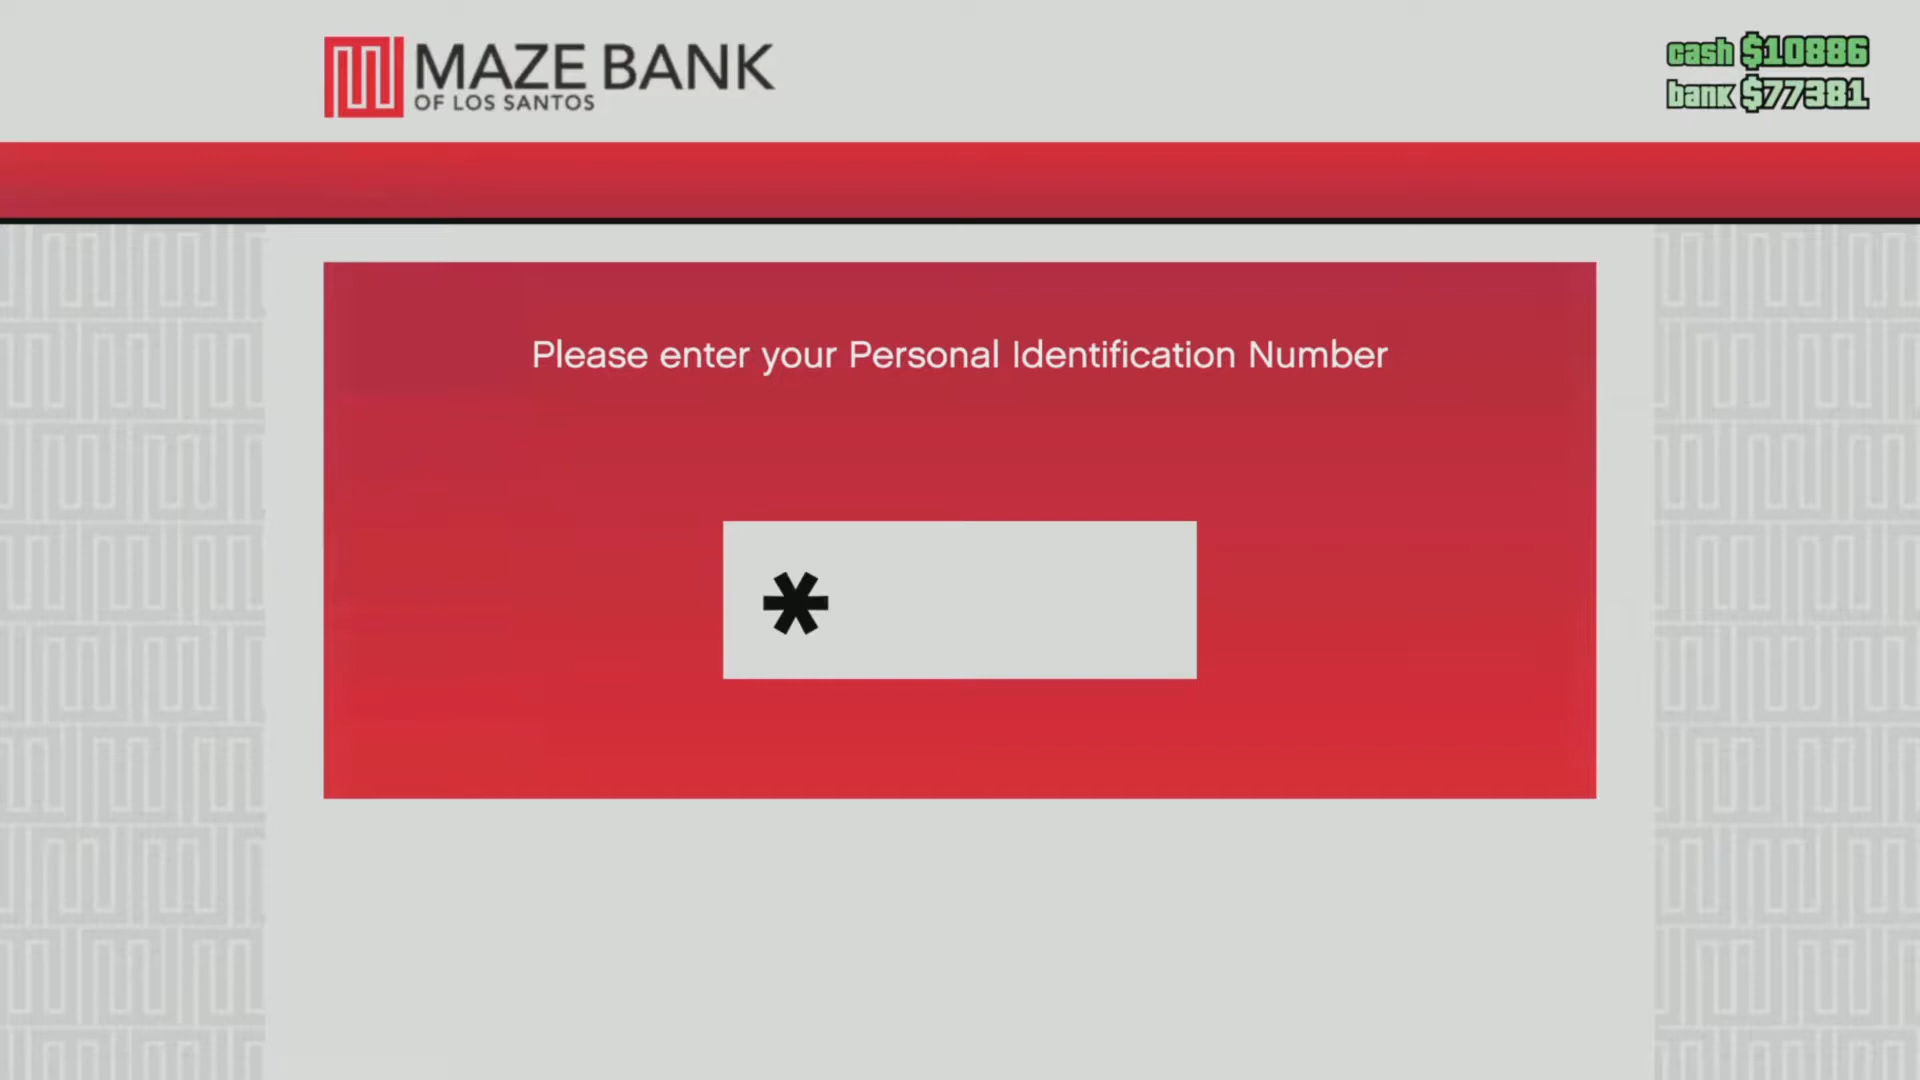 MAZE BANK
OF LOS SANTOS
cash $10886
bank $77381
Please enter your Personal Identification Number
*